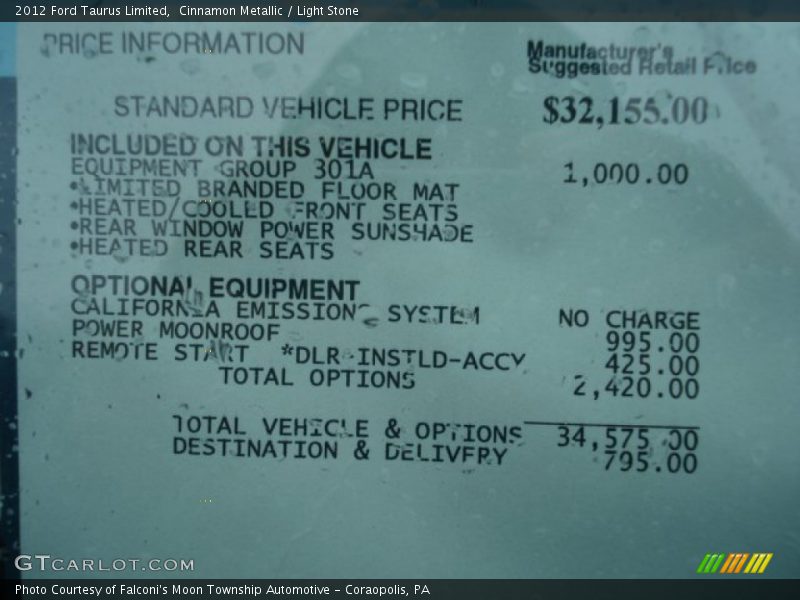 2012 Ford Taurus Limited,  Cinnamon Metallic / Light Stone
PRICE INFORMATION
Manufacturer's
Suggested Retail Price
STANDARD VEHICLE PRICE $32,155.00
INCLUDED ON THIS VEHICLE
EQUIPMENT GROUP 301A 1,000.00
•LIMITED BRANDED FLOOR MAT
•HEATED/COOLED FRONT SEATS
•REAR WINDOW POWER SUNSHADE
•HEATED REAR SEATS
OPTIONAL EQUIPMENT
CALIFORNIA EMISSIONS SYSTEM NO CHARGE
POWER MOONROOF 995.00
REMOTE START *DLR-INSTLD-ACCY 425.00
TOTAL OPTIONS 2,420.00
TOTAL VEHICLE & OPTIONS 34,575.00
DESTINATION & DELIVERY 795.00
GTCARLOT.COM
Photo Courtesy of Falconi's Moon Township Automotive - Coraopolis, PA